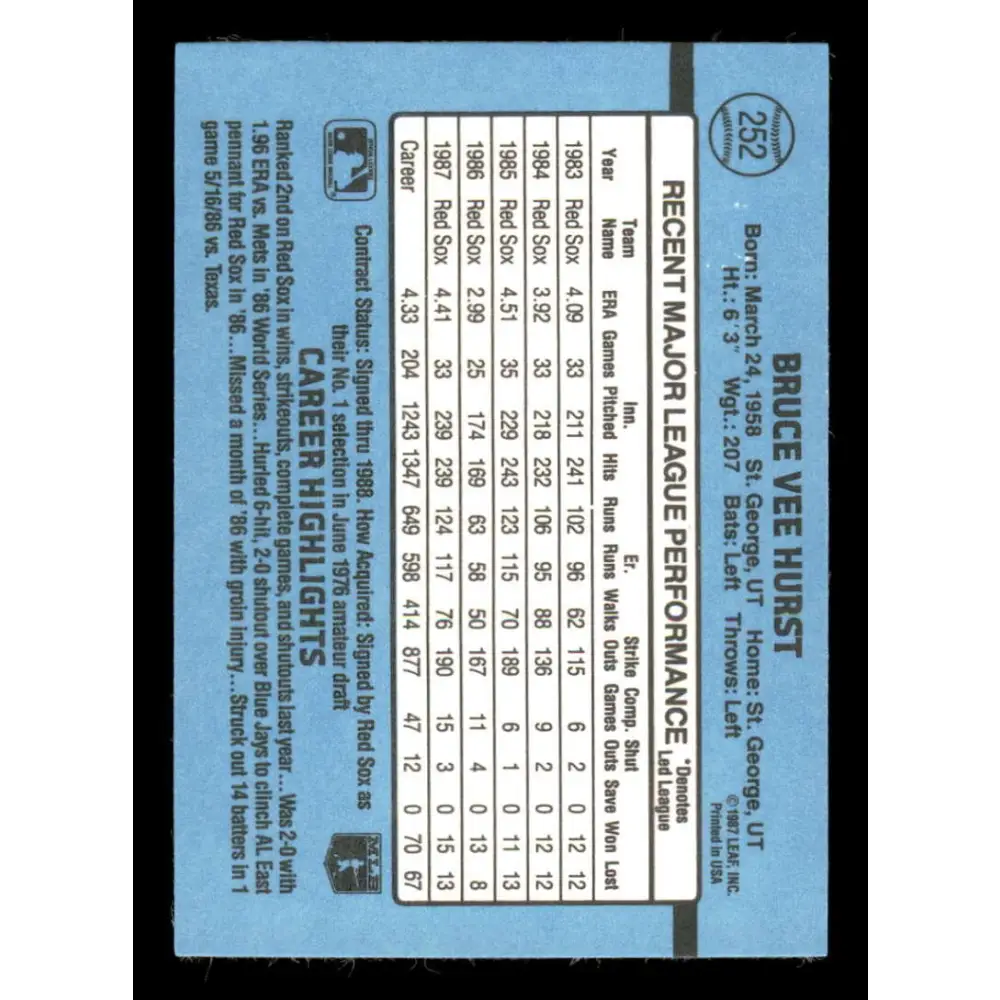 252
BRUCE VEE HURST
Born: March 24, 1958 St. George, UT Home: St. George, UT
Ht.: 6'3" Wgt.: 207 Bats: Left Throws: Left
©1987 LEAF, INC.
Printed in USA
RECENT MAJOR LEAGUE PERFORMANCE *Denotes Led League
Year Team Name ERA Games Inn. Pitched Hits Runs Er. Runs Walks Strike Outs Comp. Games Shut Outs Save Won Lost
1983 Red Sox 4.09 33 211 241 102 96 62 115 6 2 0 12 12
1984 Red Sox 3.92 33 218 232 106 95 88 136 9 2 0 12 12
1985 Red Sox 4.51 35 229 243 123 115 70 189 6 1 0 11 13
1986 Red Sox 2.99 25 174 169 63 58 50 167 11 4 0 13 8
1987 Red Sox 4.41 33 239 239 124 117 76 190 15 3 0 15 13
Career 4.33 204 1243 1347 649 598 414 877 47 12 0 70 67
Contract Status: Signed thru 1988. How Acquired: Signed by Red Sox as
their No. 1 selection in June 1976 amateur draft
MLB
CAREER HIGHLIGHTS
Ranked 2nd on Red Sox in wins, strikeouts, complete games, and shutouts last year...Was 2-0 with
1.96 ERA vs. Mets in '86 World Series...Hurled 6-hit, 2-0 shutout over Blue Jays to clinch AL East
pennant for Red Sox in '86...Missed a month of '86 with groin injury...Struck out 14 batters in 1
game 5/16/86 vs. Texas.